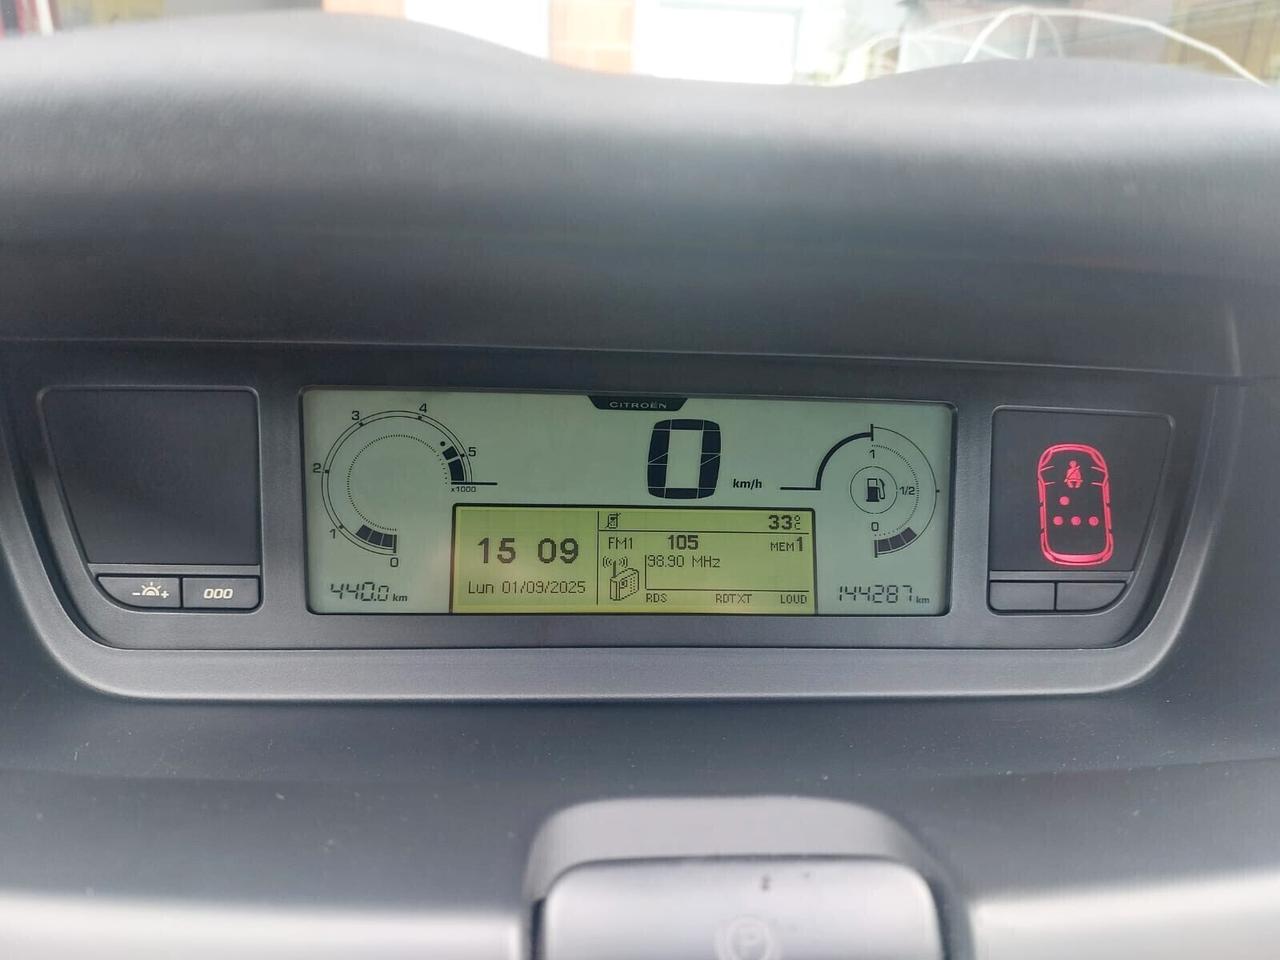 CITROËN
3
4
2
5
x1000
1
0
440.0 km
0 km/h
1
1/2
0
15 09
Lun 01/09/2025
33°C
FM1 105 MEM1
98.90 MHz
RDS RDTXT LOUD
144287 km
- +
000
P